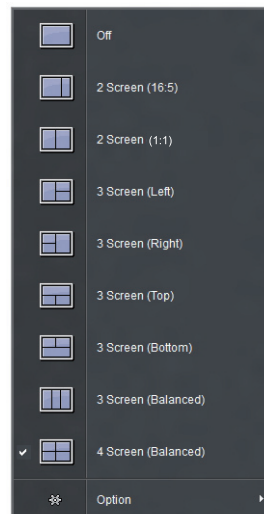 Off
2 Screen (16:5)
2 Screen (1:1)
3 Screen (Left)
3 Screen (Right)
3 Screen (Top)
3 Screen (Bottom)
3 Screen (Balanced)
4 Screen (Balanced)
Option